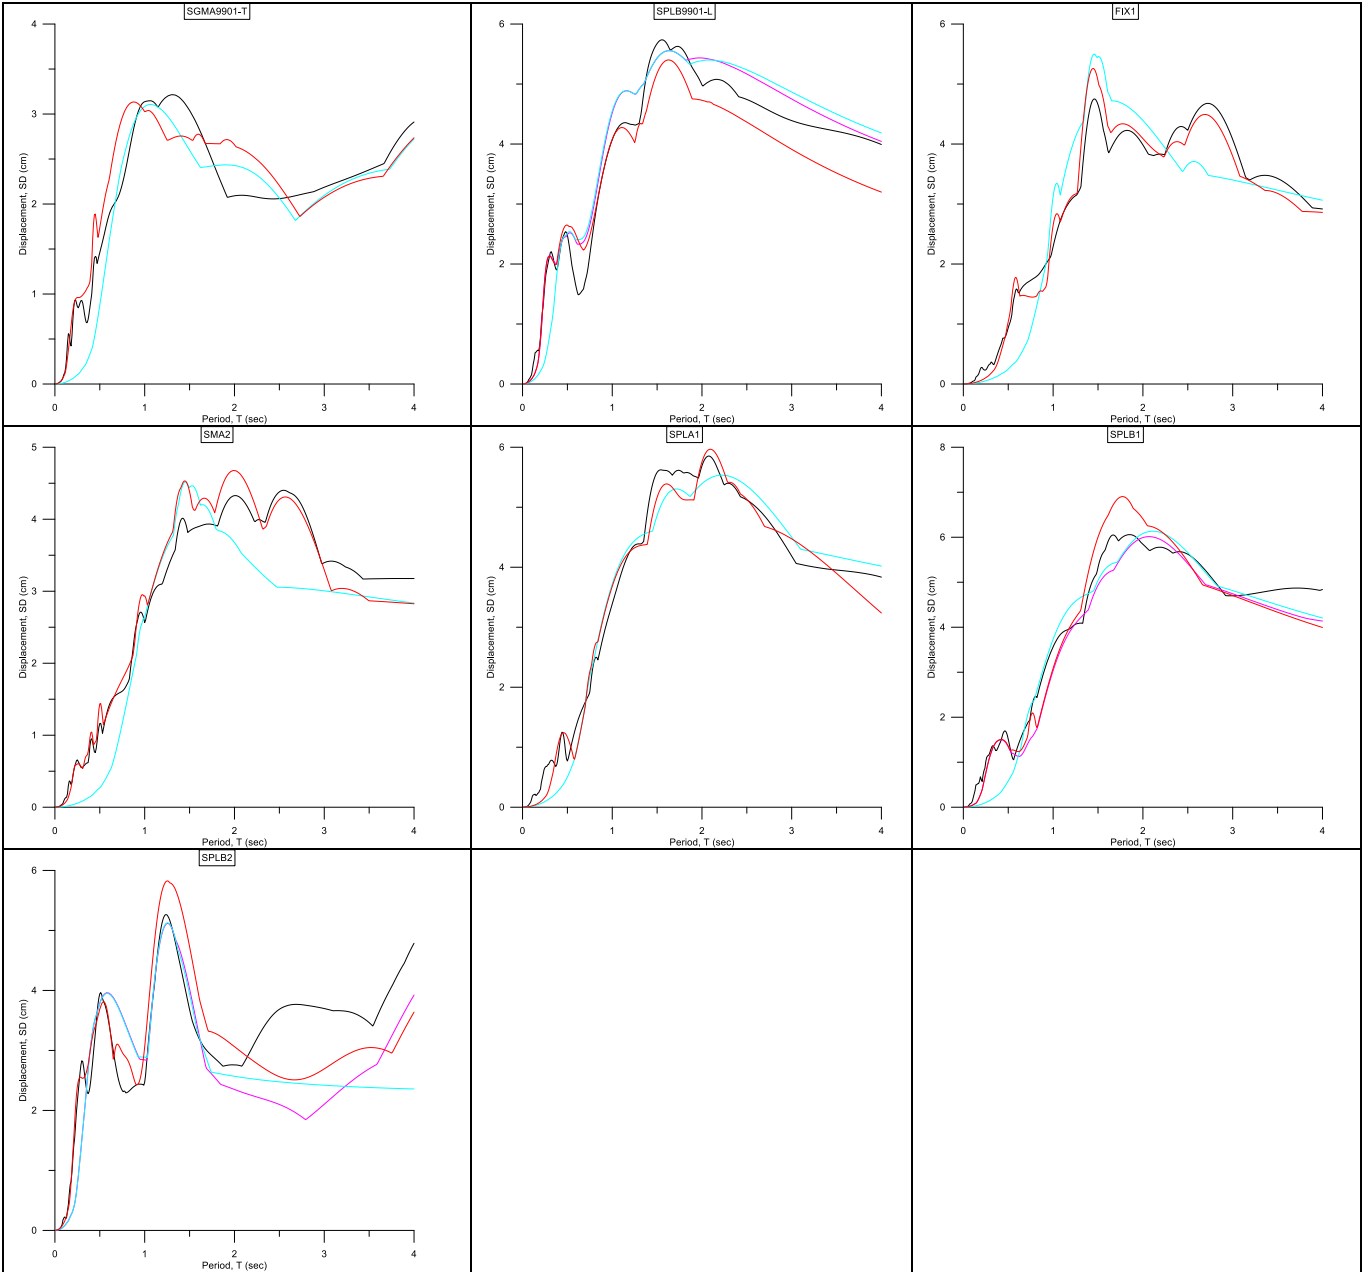 SGMA9901-T
4
3
2
1
0
Displacement, SD (cm)
0 1 2 3 4
Period, T (sec)
SPLB9901-L
6
4
2
0
Displacement, SD (cm)
0 1 2 3 4
Period, T (sec)
FIX1
6
4
2
0
Displacement, SD (cm)
0 1 2 3 4
Period, T (sec)
SMA2
5
4
3
2
1
0
Displacement, SD (cm)
0 1 2 3 4
Period, T (sec)
SPLA1
6
4
2
0
Displacement, SD (cm)
0 1 2 3 4
Period, T (sec)
SPLB1
8
6
4
2
0
Displacement, SD (cm)
0 1 2 3 4
Period, T (sec)
SPLB2
6
4
2
0
Displacement, SD (cm)
0 1 2 3 4
Period, T (sec)